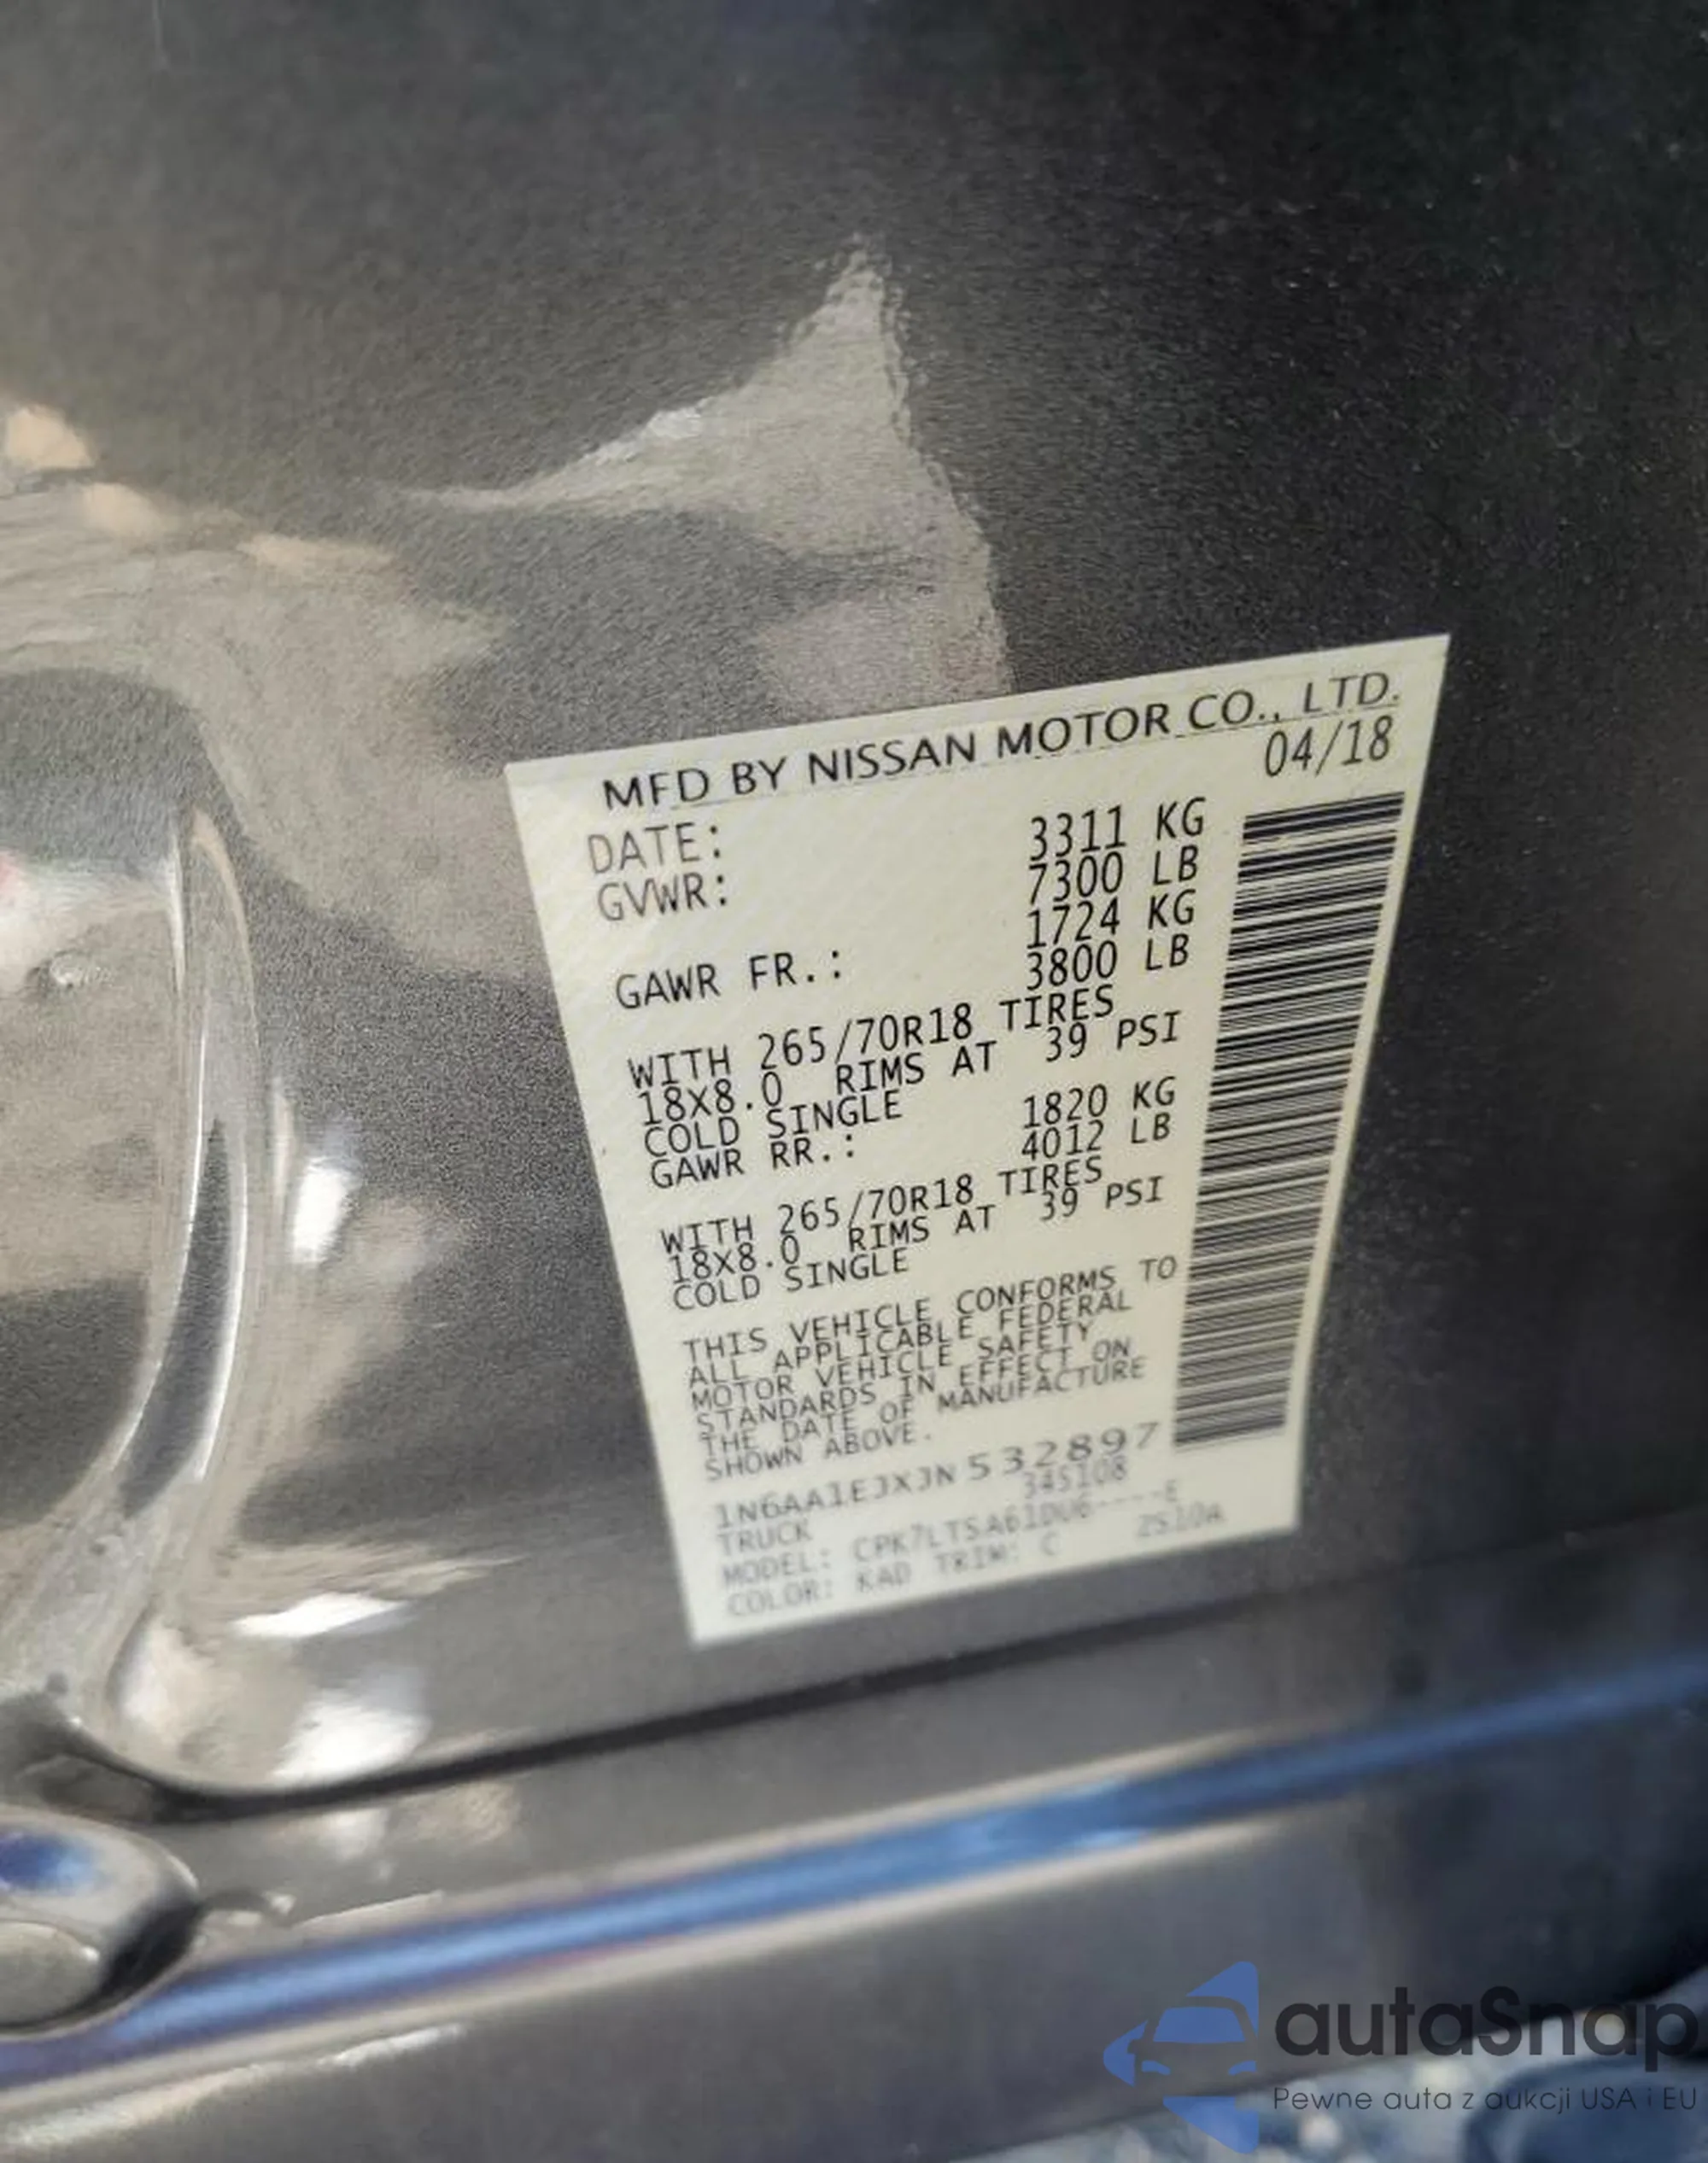 MFD BY NISSAN MOTOR CO., LTD.
DATE: 04/18
GVWR: 3311 KG
7300 LB
GAWR FR.: 1724 KG
3800 LB
WITH 265/70R18 TIRES
18X8.0 RIMS AT 39 PSI
COLD SINGLE
GAWR RR.: 1820 KG
4012 LB
WITH 265/70R18 TIRES
18X8.0 RIMS AT 39 PSI
COLD SINGLE
THIS VEHICLE CONFORMS TO
ALL APPLICABLE FEDERAL
MOTOR VEHICLE SAFETY
STANDARDS IN EFFECT ON
THE DATE OF MANUFACTURE
SHOWN ABOVE.
1N6AA1EJXJN532897
TRUCK 345108
MODEL:
COLOR: KAD TRIM: C
autaSnap
Pewne auta z aukcji USA i EU